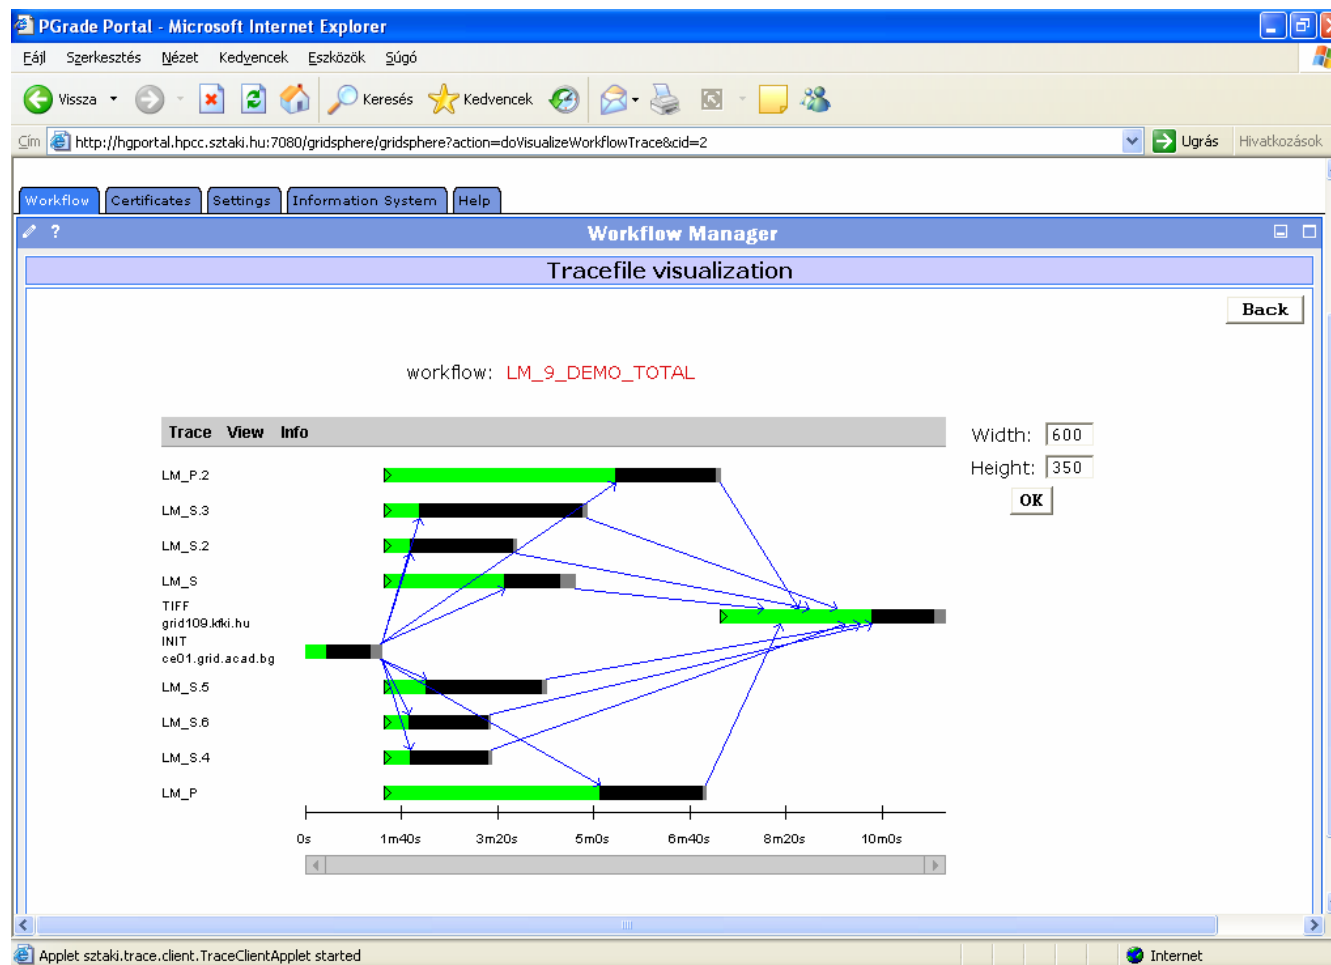 PGrade Portal - Microsoft Internet Explorer
Fájl Szerkesztés Nézet Kedvencek Eszközök Súgó
Vissza Keresés Kedvencek
Cím http://hgportal.hpcc.sztaki.hu:7080/gridsphere/gridsphere?action=doVisualizeWorkflowTrace&cid=2 Ugrás Hivatkozások
Workflow Certificates Settings Information System Help
? Workflow Manager
Tracefile visualization
Back
workflow: LM_9_DEMO_TOTAL
Trace View Info
Width: 600
Height: 350
OK
LM_P.2
LM_S.3
LM_S.2
LM_S
TIFF
grid109.kfki.hu
INIT
ce01.grid.acad.bg
LM_S.5
LM_S.6
LM_S.4
LM_P
0s 1m40s 3m20s 5m0s 6m40s 8m20s 10m0s
Applet sztaki.trace.client.TraceClientApplet started Internet